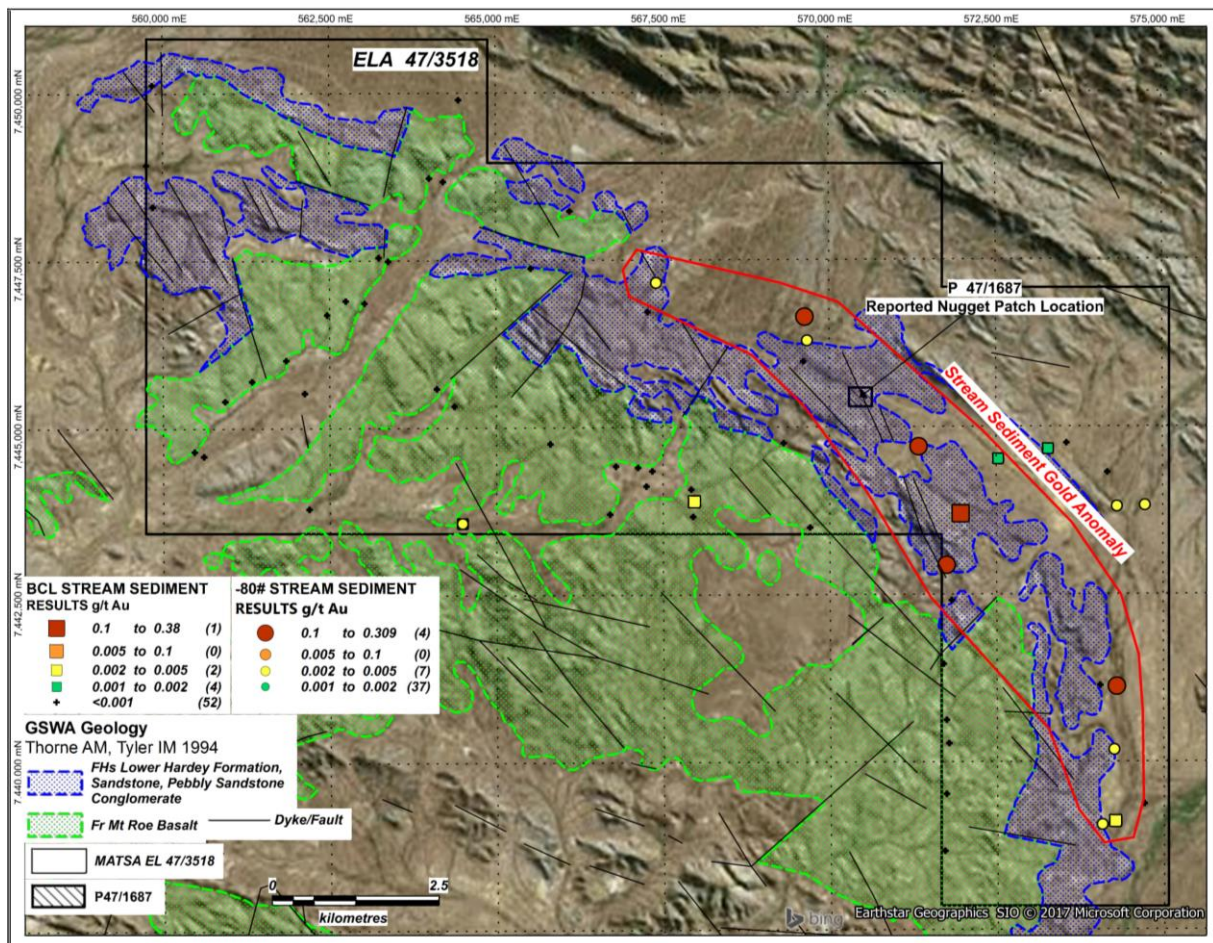 560,000 mE
562,500 mE
565,000 mE
567,500 mE
570,000 mE
572,500 mE
575,000 mE
ELA 47/3518
7,450,000 mN
7,447,500 mN
7,445,000 mN
7,442,500 mN
7,440,000 mN
P 47/1687
Reported Nugget Patch Location
Stream Sediment Gold Anomaly
BCL STREAM SEDIMENT
RESULTS g/t Au
0.1 to 0.38 (1)
0.005 to 0.1 (0)
0.002 to 0.005 (2)
0.001 to 0.002 (4)
<0.001 (52)
-80# STREAM SEDIMENT
RESULTS g/t Au
0.1 to 0.309 (4)
0.005 to 0.1 (0)
0.002 to 0.005 (7)
0.001 to 0.002 (37)
GSWA Geology
Thorne AM, Tyler IM 1994
FHs Lower Hardey Formation,
Sandstone, Pebbly Sandstone
Conglomerate
Fr Mt Roe Basalt
Dyke/Fault
MATSA EL 47/3518
P47/1687
0
2.5
kilometres
bing
Earthstar Geographics SIO © 2017 Microsoft Corporation